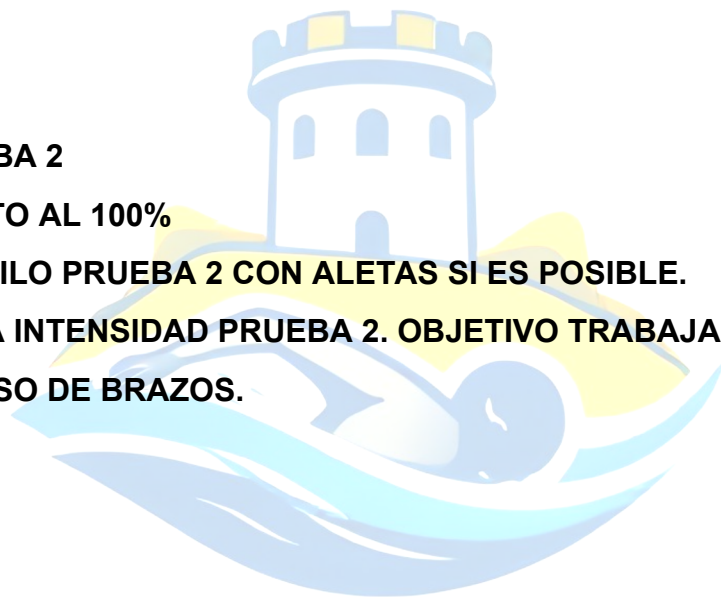 BA 2
TO AL 100%
ILO PRUEBA 2 CON ALETAS SI ES POSIBLE.
A INTENSIDAD PRUEBA 2. OBJETIVO TRABAJA
SO DE BRAZOS.